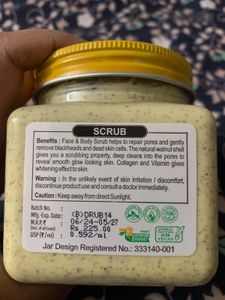 SCRUB
Benefits : Face & Body Scrub helps to repair pores and gently
remove blackheads and dead skin cells. The natural walnut shell
gives you a scrubbing property, deep cleans into the pores to
reveal smooth glow looking skin. Collagen and Vitamin gives
whitening effect to skin.
Warning : In the unlikely event of skin irritation / discomfort,
discontinue product use and consult a doctor immediately.
Caution : Keep away from direct Sunlight.
Batch No. : (B)DRUB14
Mfg.-Exp. Date: 06/24-05/27
M.R.P.₹ : Rs.225.00
USP ₹(/ml) : 0.592/ml
Jar Design Registered No.: 333140-001